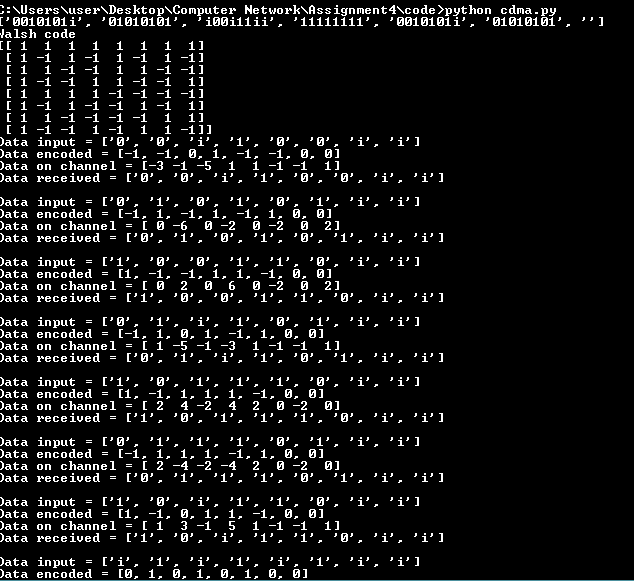 C:\Users\user\Desktop\Computer Network\Assignment4\code>python cdma.py
['0010101i', '01010101', 'i00i11ii', '11111111', '0010101i', '01010101', '']
Walsh code
[[ 1  1  1  1  1  1  1  1]
 [ 1 -1  1 -1  1 -1  1 -1]
 [ 1  1 -1 -1  1  1 -1 -1]
 [ 1 -1 -1  1  1 -1 -1  1]
 [ 1  1  1  1 -1 -1 -1 -1]
 [ 1 -1  1 -1 -1  1 -1  1]
 [ 1  1 -1 -1 -1 -1  1  1]
 [ 1 -1 -1  1 -1  1  1 -1]]
Data input = ['0', '0', 'i', '1', '0', '0', 'i', 'i']
Data encoded = [-1, -1, 0, 1, -1, -1, 0, 0]
Data on channel = [-3 -1 -5  1  1 -1 -1  1]
Data received = ['0', '0', 'i', '1', '0', '0', 'i', 'i']
Data input = ['0', '1', '0', '1', '0', '1', 'i', 'i']
Data encoded = [-1, 1, -1, 1, -1, 1, 0, 0]
Data on channel = [ 0 -6  0 -2  0 -2  0  2]
Data received = ['0', '1', '0', '1', '0', '1', 'i', 'i']
Data input = ['1', '0', '0', '1', '1', '0', 'i', 'i']
Data encoded = [1, -1, -1, 1, 1, -1, 0, 0]
Data on channel = [ 0  2  0  6  0 -2  0  2]
Data received = ['1', '0', '0', '1', '1', '0', 'i', 'i']
Data input = ['0', '1', 'i', '1', '0', '1', 'i', 'i']
Data encoded = [-1, 1, 0, 1, -1, 1, 0, 0]
Data on channel = [ 1 -5 -1 -3  1 -1 -1  1]
Data received = ['0', '1', 'i', '1', '0', '1', 'i', 'i']
Data input = ['1', '0', '1', '1', '1', '0', 'i', 'i']
Data encoded = [1, -1, 1, 1, 1, -1, 0, 0]
Data on channel = [ 2  4 -2  4  2  0 -2  0]
Data received = ['1', '0', '1', '1', '1', '0', 'i', 'i']
Data input = ['0', '1', '1', '1', '0', '1', 'i', 'i']
Data encoded = [-1, 1, 1, 1, -1, 1, 0, 0]
Data on channel = [ 2 -4 -2 -4  2  0 -2  0]
Data received = ['0', '1', '1', '1', '0', '1', 'i', 'i']
Data input = ['1', '0', 'i', '1', '1', '0', 'i', 'i']
Data encoded = [1, -1, 0, 1, 1, -1, 0, 0]
Data on channel = [ 1  3 -1  5  1 -1 -1  1]
Data received = ['1', '0', 'i', '1', '1', '0', 'i', 'i']
Data input = ['i', '1', 'i', '1', 'i', '1', 'i', 'i']
Data encoded = [0, 1, 0, 1, 0, 1, 0, 0]